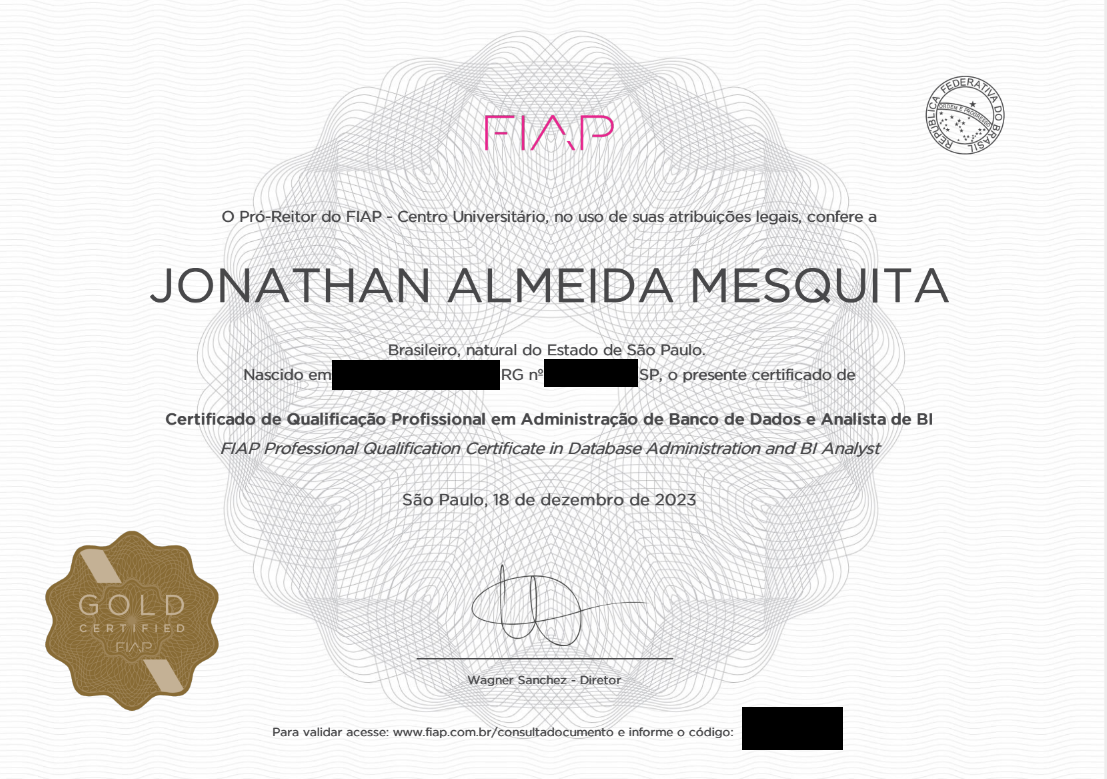 FIAP
REPÚBLICA FEDERATIVA DO BRASIL
ORDEM E PROGRESSO
O Pró-Reitor do FIAP - Centro Universitário, no uso de suas atribuições legais, confere a
JONATHAN ALMEIDA MESQUITA
Brasileiro, natural do Estado de São Paulo.
Nascido em RG nº SP, o presente certificado de
Certificado de Qualificação Profissional em Administração de Banco de Dados e Analista de BI
FIAP Professional Qualification Certificate in Database Administration and BI Analyst
São Paulo, 18 de dezembro de 2023
GOLD
CERTIFIED
FIAP
Wagner Sanchez - Diretor
Para validar acesse: www.fiap.com.br/consultadocumento e informe o código: